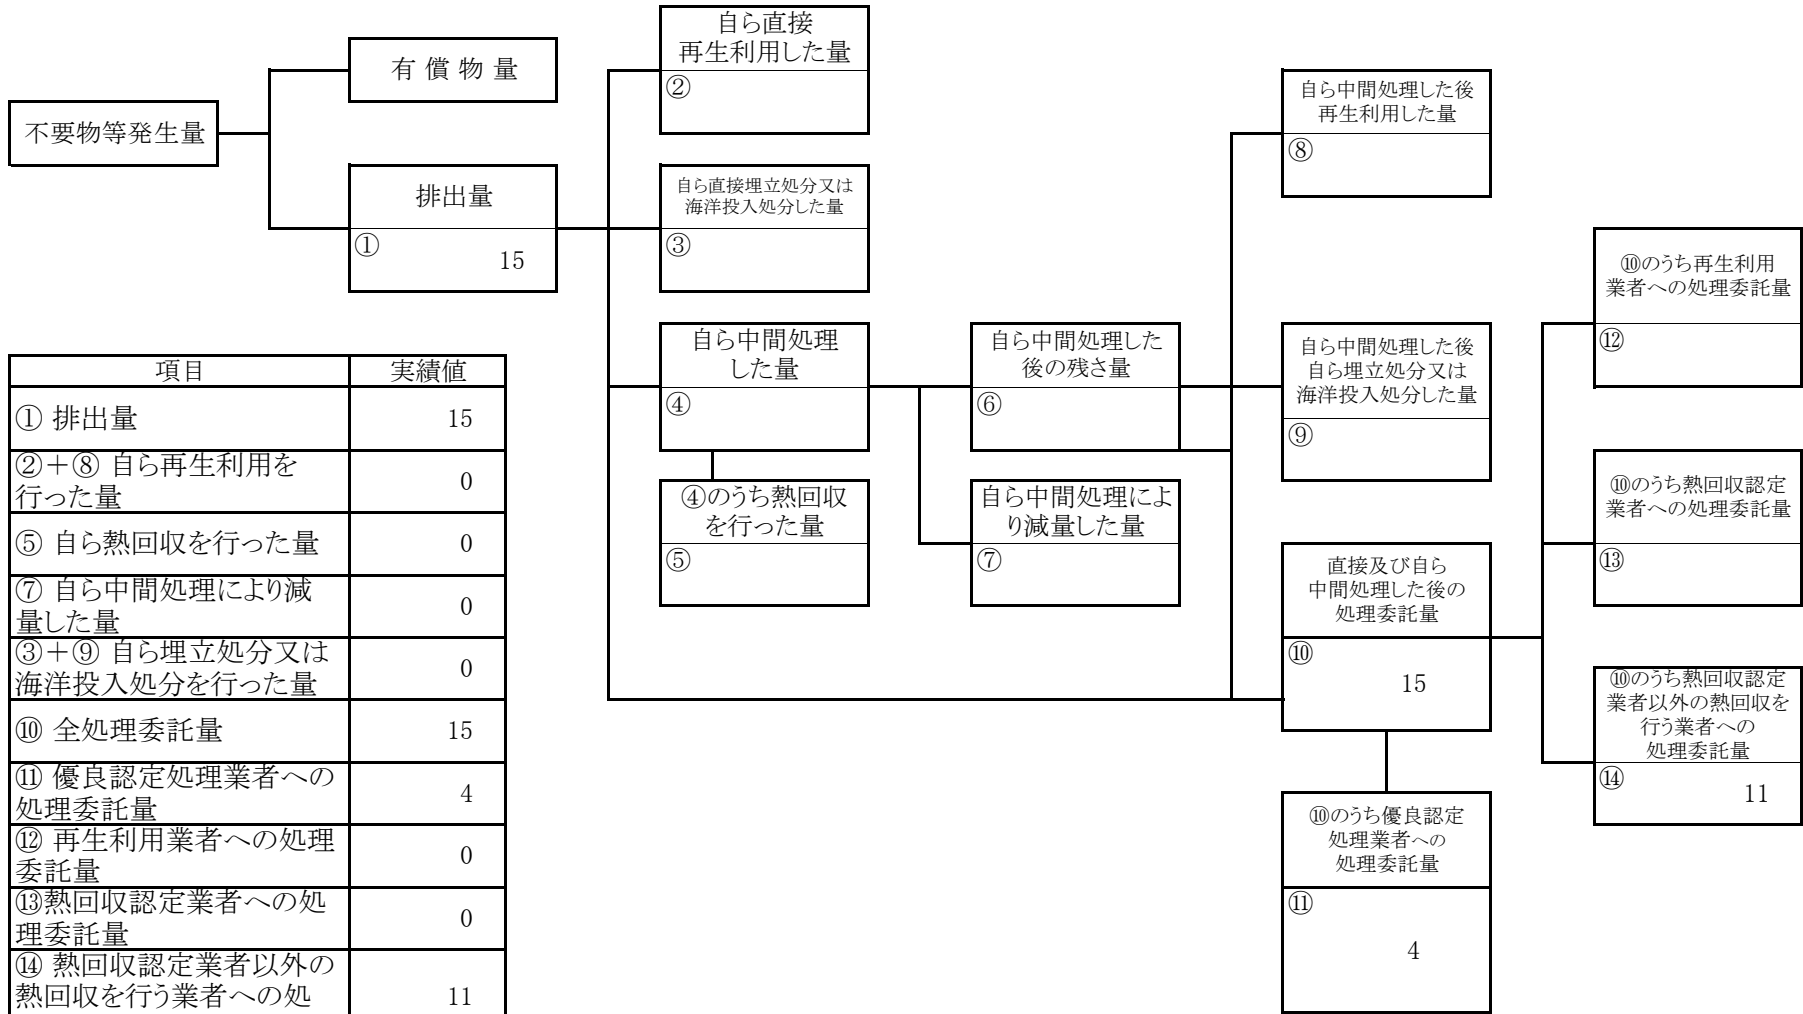 自ら直接
再生利用した量
②
有 償 物 量
不要物等発生量
自ら中間処理した後
再生利用した量
⑧
排出量
①
15
自ら直接埋立処分又は
海洋投入処分した量
③
⑩のうち再生利用
業者への処理委託量
⑫
自ら中間処理
した量
④
自ら中間処理した
後の残さ量
⑥
自ら中間処理した後
自ら埋立処分又は
海洋投入処分した量
⑨
④のうち熱回収
を行った量
⑤
自ら中間処理によ
り減量した量
⑦
⑩のうち熱回収認定
業者への処理委託量
⑬
直接及び自ら
中間処理した後の
処理委託量
⑩
15
⑩のうち熱回収認定
業者以外の熱回収を
行う業者への
処理委託量
⑭
11
⑩のうち優良認定
処理業者への
処理委託量
⑪
4
項目 実績値
① 排出量 15
②+⑧ 自ら再生利用を
行った量 0
⑤ 自ら熱回収を行った量 0
⑦ 自ら中間処理により減
量した量 0
③+⑨ 自ら埋立処分又は
海洋投入処分を行った量 0
⑩ 全処理委託量 15
⑪ 優良認定処理業者への
処理委託量 4
⑫ 再生利用業者への処理
委託量 0
⑬熱回収認定業者への処
理委託量 0
⑭ 熱回収認定業者以外の
熱回収を行う業者への処 11